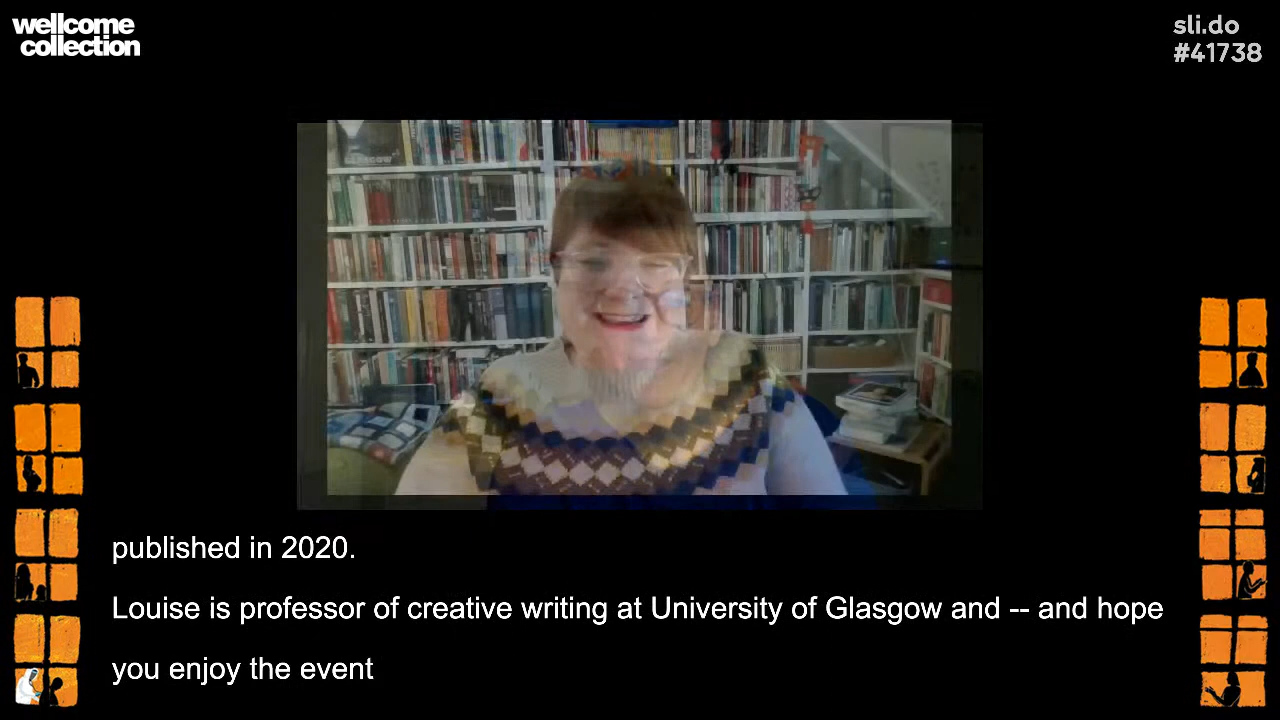 wellcome
collection
sli.do
#41738
published in 2020.
Louise is professor of creative writing at University of Glasgow and -- and hope
you enjoy the event